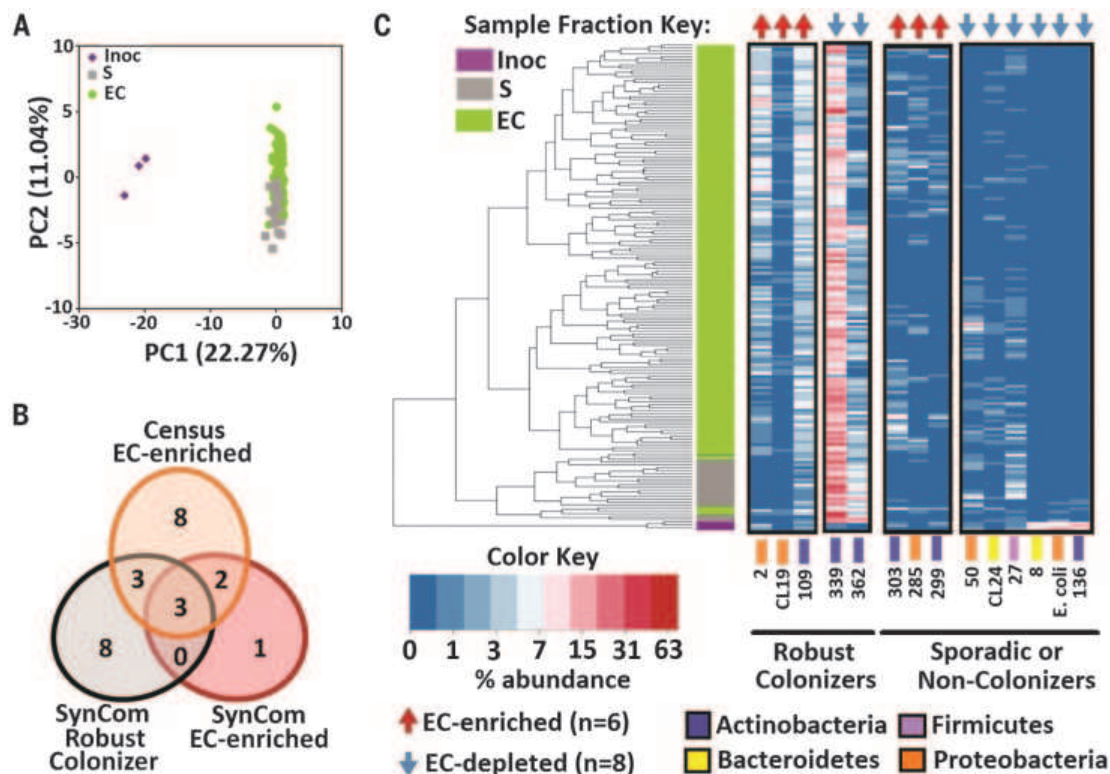 A
10
5
0
-5
-10
-30
-20
-10
0
10
PC2 (11.04%)
PC1 (22.27%)
Inoc
S
EC
B
Census
EC-enriched
8
3
2
3
8
0
1
SynCom
Robust
Colonizer
SynCom
EC-enriched
C
Sample Fraction Key:
Inoc
S
EC
2
CL19
109
339
362
303
285
299
50
CL24
27
8
E. coli
136
Robust
Colonizers
Sporadic or
Non-Colonizers
Color Key
0 1 3 7 15 31 63
% abundance
EC-enriched (n=6)
EC-depleted (n=8)
Actinobacteria
Bacteroidetes
Firmicutes
Proteobacteria